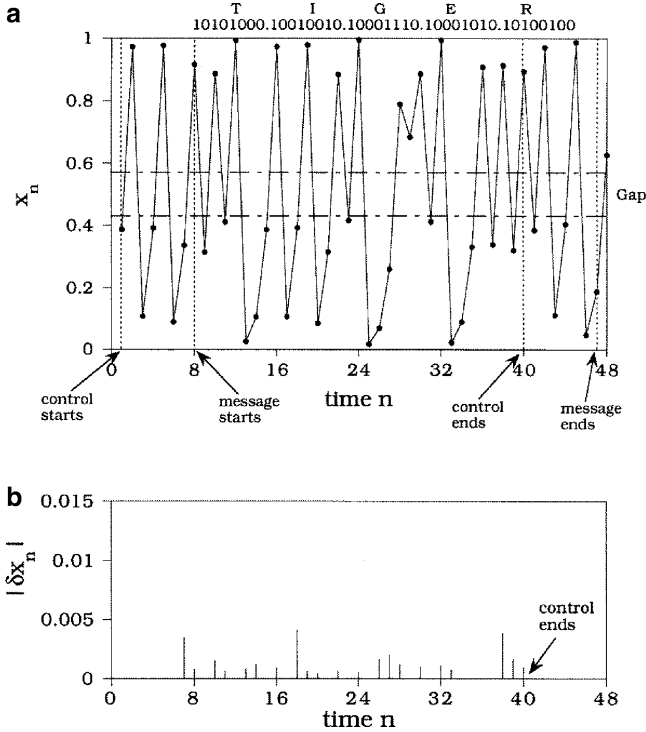 a
T I G E R
10101000.10010010.10001110.10001010.10100100
1
0.8
0.6
0.4
0.2
0
x_n
Gap
0 8 16 24 32 40 48
time n
control starts
message starts
control ends
message ends
b
0.015
0.01
0.005
0
|δx_n|
control ends
0 8 16 24 32 40 48
time n